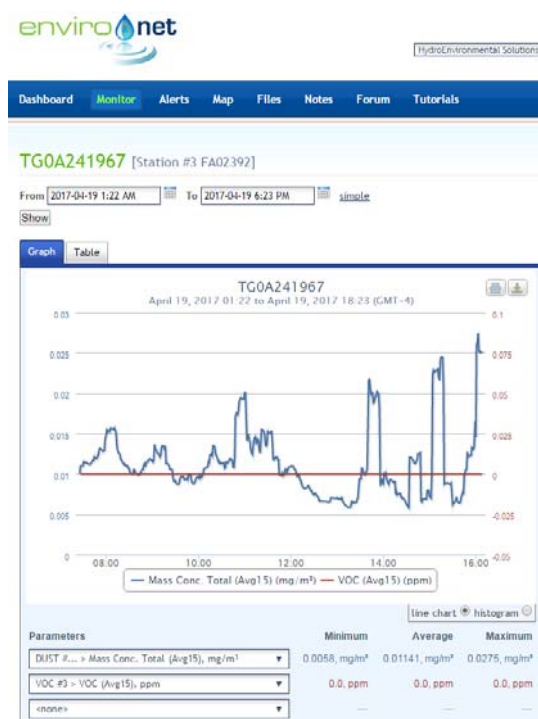 enviro net
HydroEnvironmental Solutions
Dashboard Monitor Alerts Map Files Notes Forum Tutorials
TG0A241967 [Station #3 FA02392]
From 2017-04-19 1:22 AM To 2017-04-19 6:23 PM simple
Show
Graph Table
TG0A241967
April 19, 2017 01:22 to April 19, 2017 18:23 (GMT-4)
0.03 0.1
0.025 0.075
0.02 0.05
0.015 0.025
0.01 0
0.005 -0.025
0 -0.05
08:00 10:00 12:00 14:00 16:00
Mass Conc. Total (Avg15) (mg/m³) VOC (Avg15) (ppm)
line chart histogram
Parameters Minimum Average Maximum
DUST #... > Mass Conc. Total (Avg15), mg/m³ 0.0058, mg/m³ 0.01141, mg/m³ 0.0275, mg/m³
VOC #3 > VOC (Avg15), ppm 0.0, ppm 0.0, ppm 0.0, ppm
<none> — — —